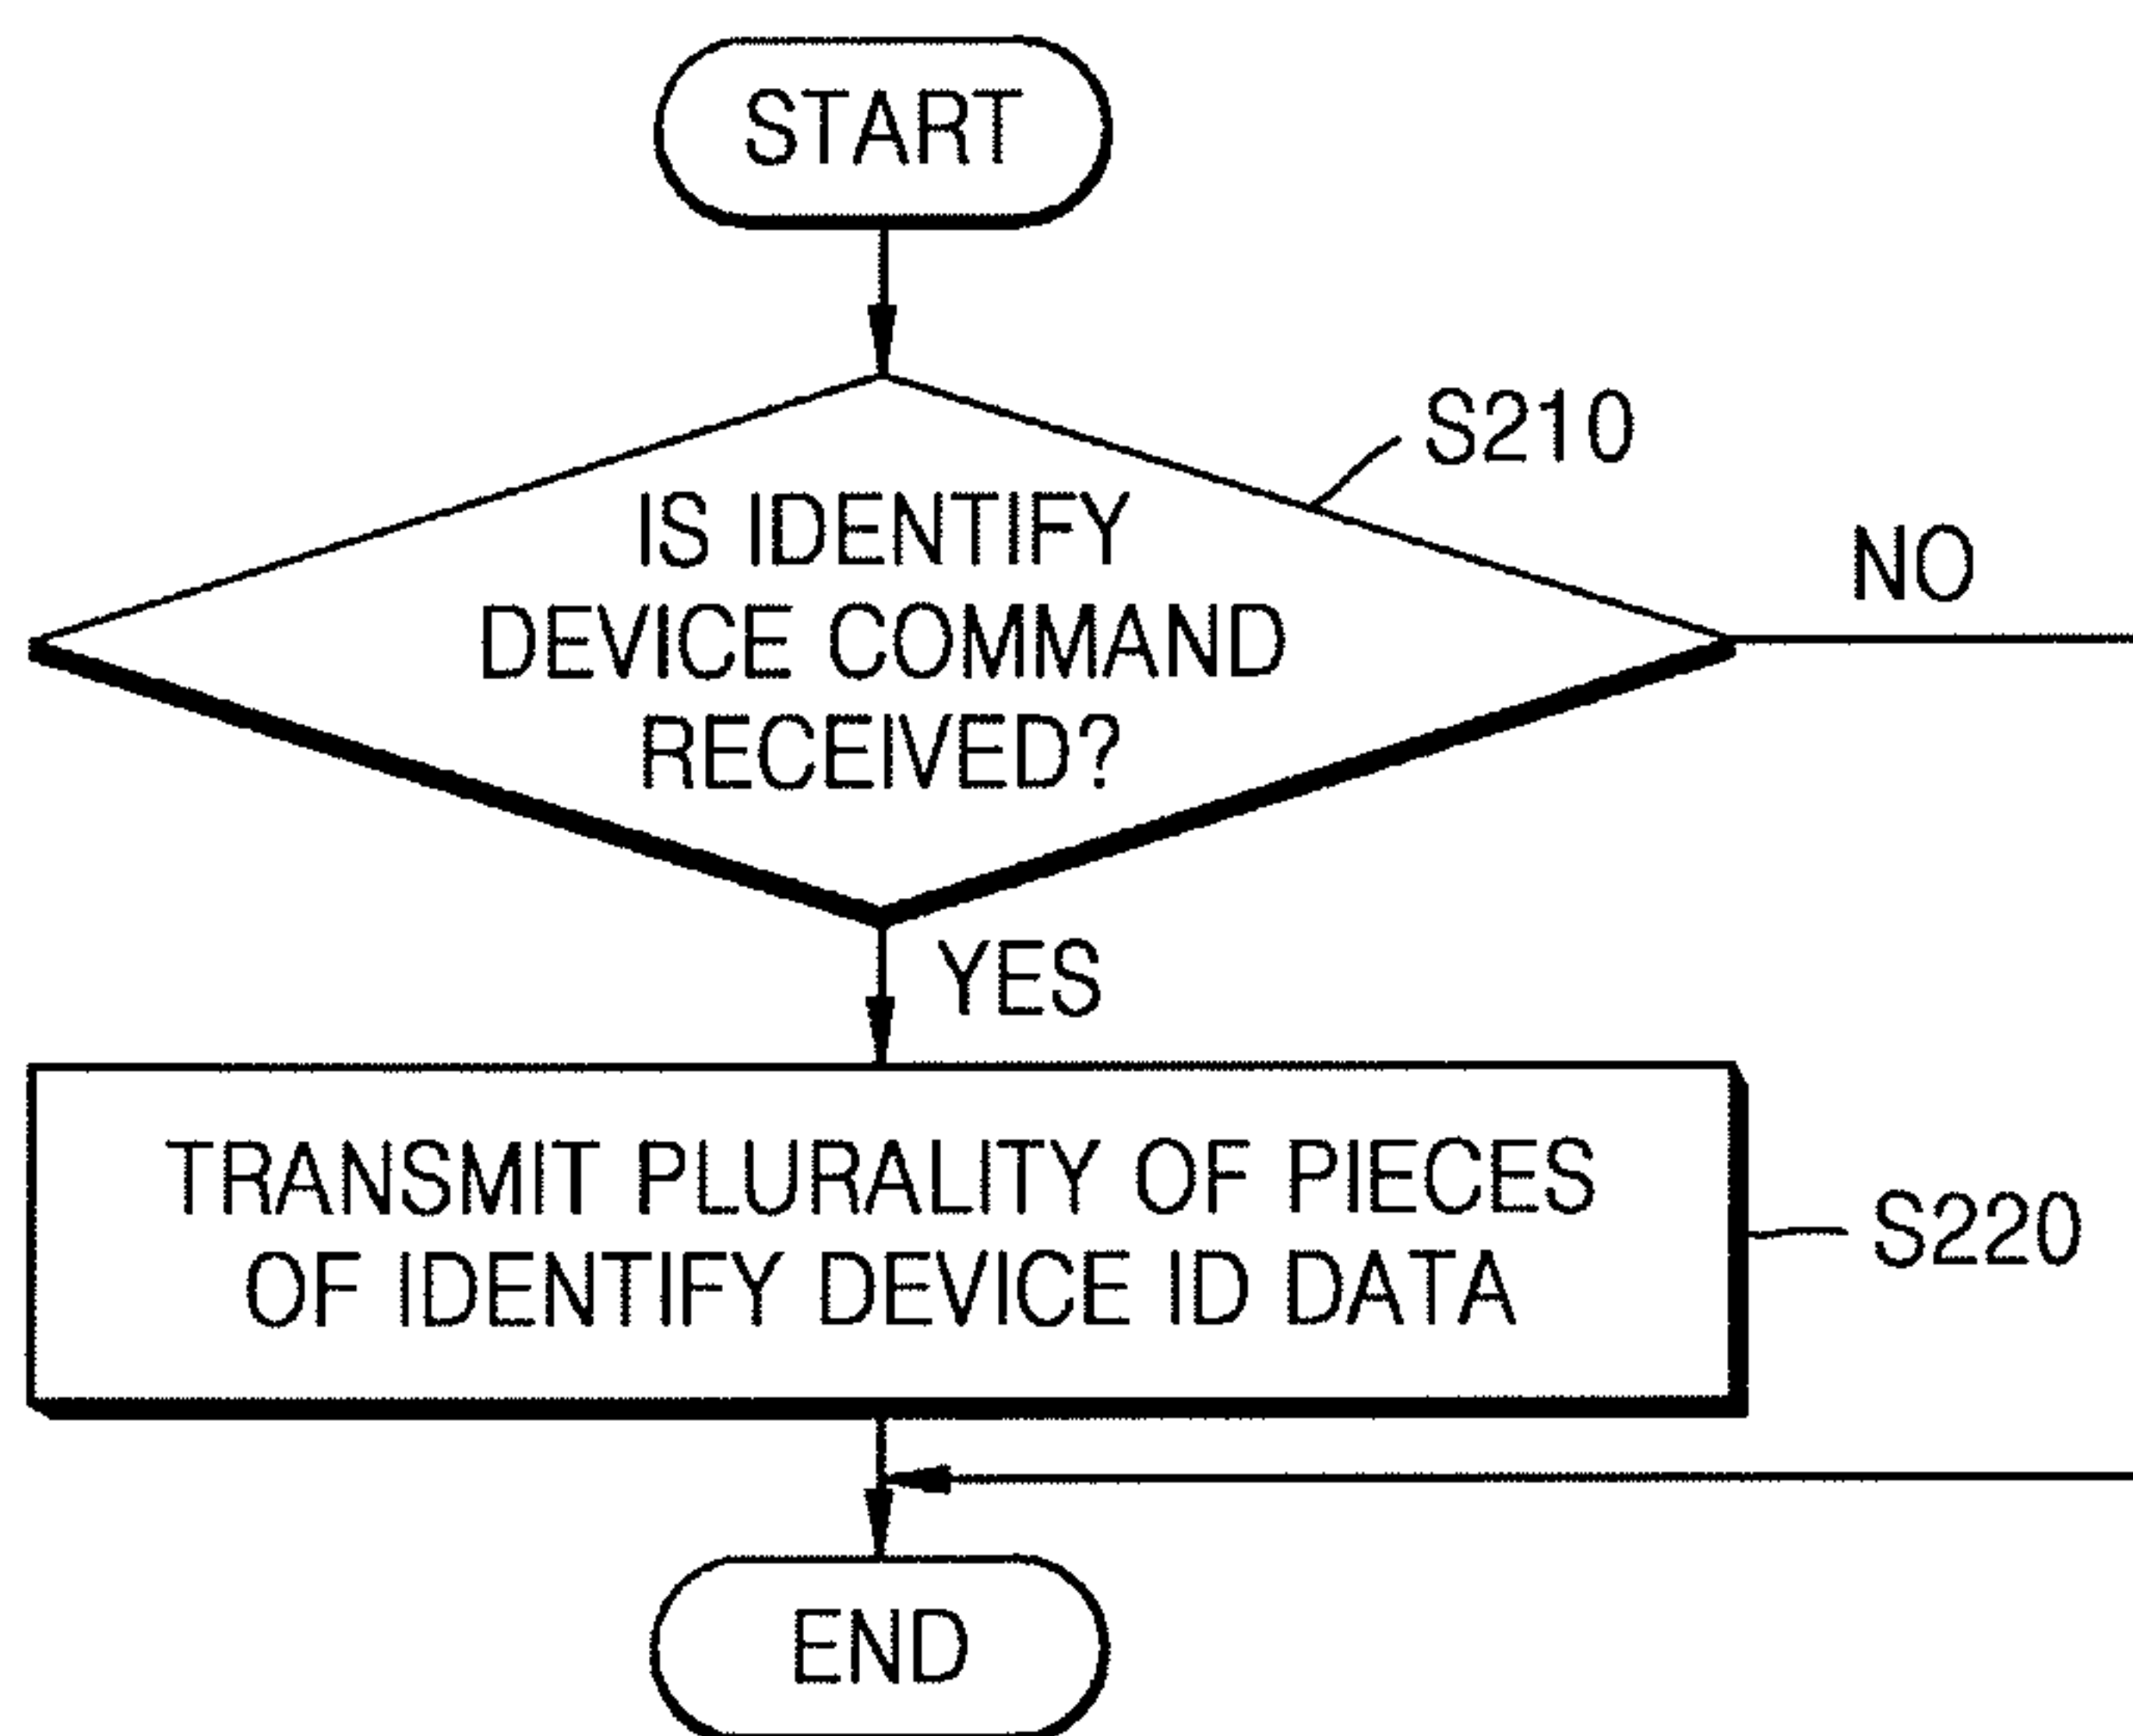 START
S210
IS IDENTIFY
DEVICE COMMAND
RECEIVED?
NO
YES
TRANSMIT PLURALITY OF PIECES
OF IDENTIFY DEVICE ID DATA
S220
END